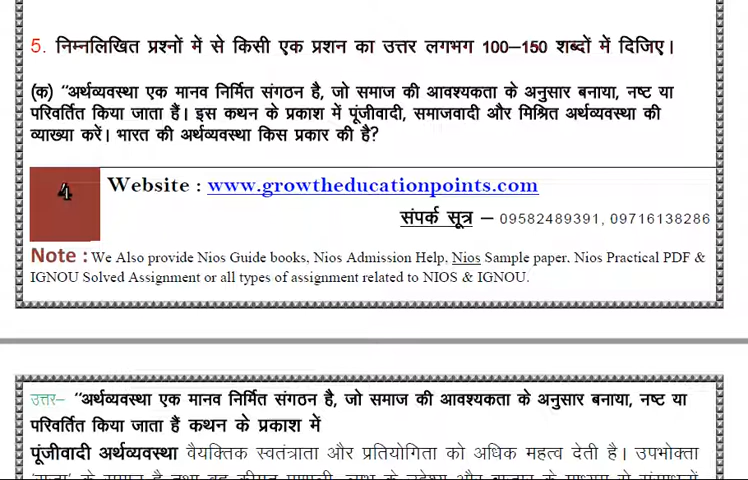 5. निम्नलिखित प्रश्नों में से किसी एक प्रशन का उत्तर लगभग 100–150 शब्दों में दिजिए।
(क) “अर्थव्यवस्था एक मानव निर्मित संगठन है, जो समाज की आवश्यकता के अनुसार बनाया, नष्ट या
परिवर्तित किया जाता हैं। इस कथन के प्रकाश में पूंजीवादी, समाजवादी और मिश्रित अर्थव्यवस्था की
व्याख्या करें। भारत की अर्थव्यवस्था किस प्रकार की है?
4
Website : www.growtheducationpoints.com
संपर्क सूत्र – 09582489391, 09716138286
Note : We Also provide Nios Guide books, Nios Admission Help, Nios Sample paper, Nios Practical PDF &
IGNOU Solved Assignment or all types of assignment related to NIOS & IGNOU.
उत्तर– “अर्थव्यवस्था एक मानव निर्मित संगठन है, जो समाज की आवश्यकता के अनुसार बनाया, नष्ट या
परिवर्तित किया जाता हैं कथन के प्रकाश में
पूंजीवादी अर्थव्यवस्था वैयक्तिक स्वतंत्राता और प्रतियोगिता को अधिक महत्व देती है। उपभोक्ता